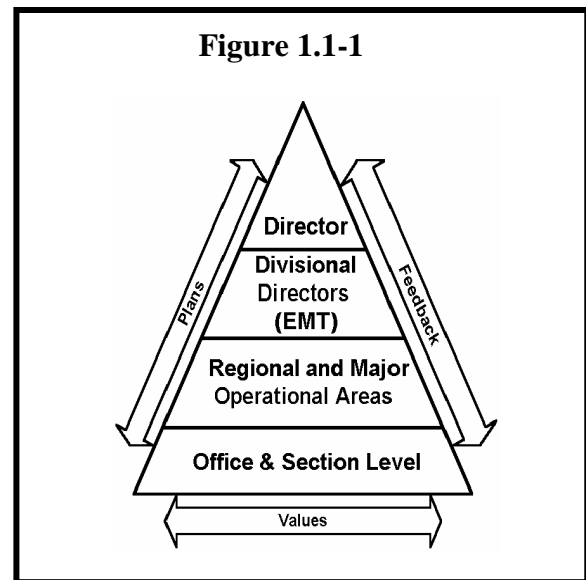 Figure 1.1-1
Director
Divisional
Directors
(EMT)
Regional and Major
Operational Areas
Office & Section Level
Plans
Feedback
Values